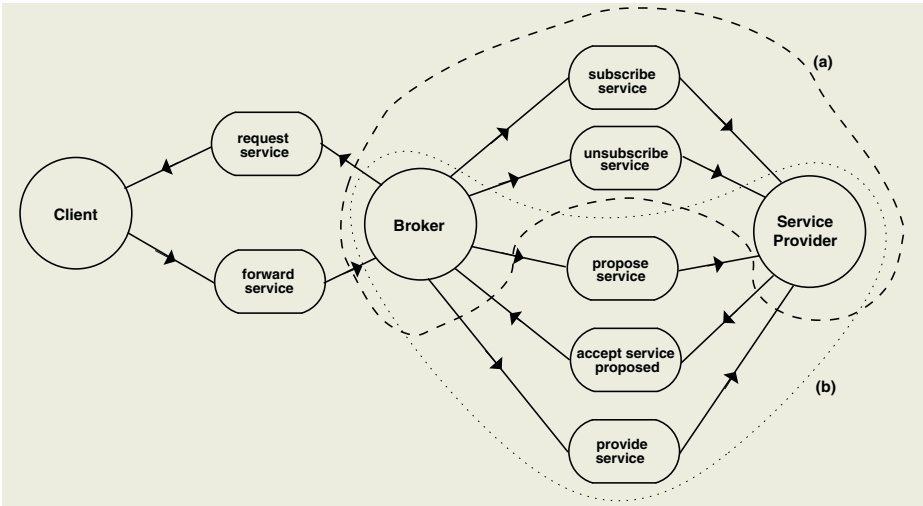 (a)
subscribe
service
request
service
unsubscribe
service
Client
Broker
Service
Provider
propose
service
forward
service
accept service
proposed
(b)
provide
service